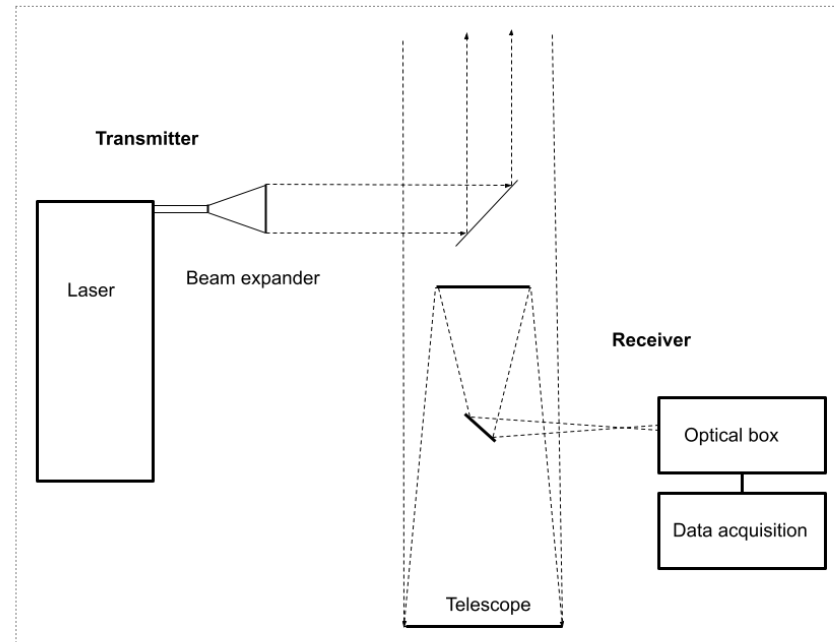 Transmitter
Laser
Beam expander
Receiver
Optical box
Data acquisition
Telescope